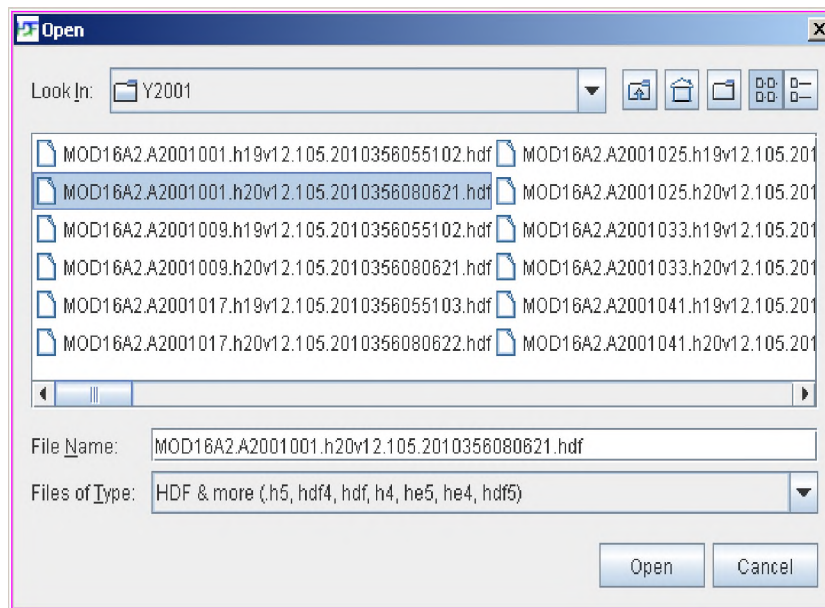 Open
Look In: Y2001
MOD16A2.A2001001.h19v12.105.2010356055102.hdf MOD16A2.A2001025.h19v12.105.201
MOD16A2.A2001001.h20v12.105.2010356080621.hdf MOD16A2.A2001025.h20v12.105.201
MOD16A2.A2001009.h19v12.105.2010356055102.hdf MOD16A2.A2001033.h19v12.105.201
MOD16A2.A2001009.h20v12.105.2010356080621.hdf MOD16A2.A2001033.h20v12.105.201
MOD16A2.A2001017.h19v12.105.2010356055103.hdf MOD16A2.A2001041.h19v12.105.201
MOD16A2.A2001017.h20v12.105.2010356080622.hdf MOD16A2.A2001041.h20v12.105.201
File Name: MOD16A2.A2001001.h20v12.105.2010356080621.hdf
Files of Type: HDF & more (.h5, hdf4, hdf, h4, he5, he4, hdf5)
Open Cancel